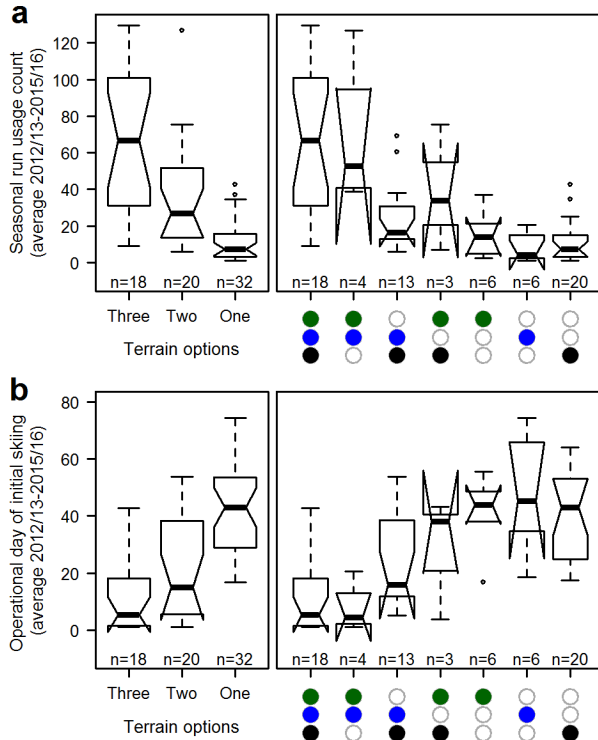 a
Seasonal run usage count
(average 2012/13-2015/16)
120
100
80
60
40
20
0
n=18 n=20 n=32 n=18 n=4 n=13 n=3 n=6 n=6 n=20
Three Two One
Terrain options
b
Operational day of initial skiing
(average 2012/13-2015/16)
80
60
40
20
0
n=18 n=20 n=32 n=18 n=4 n=13 n=3 n=6 n=6 n=20
Three Two One
Terrain options